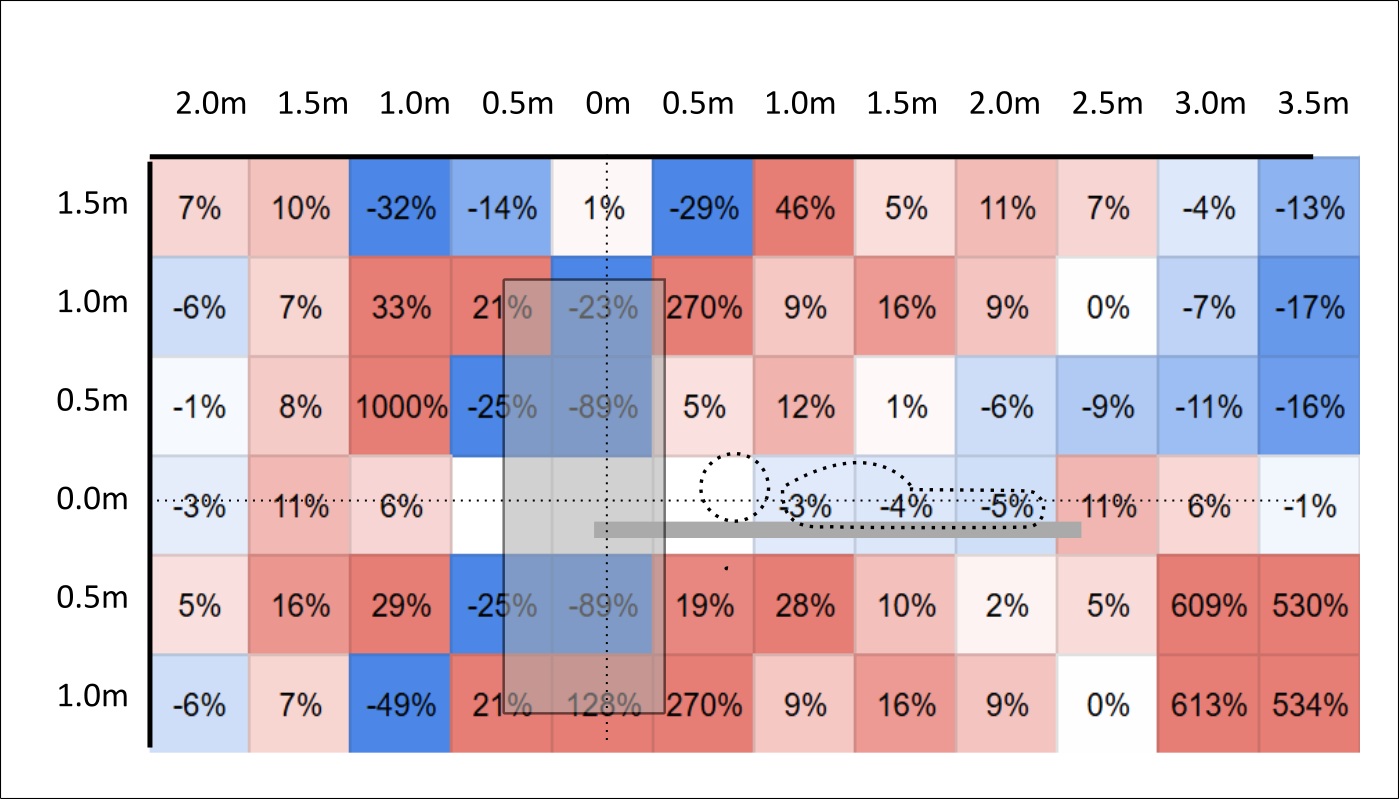 2.0m 1.5m 1.0m 0.5m 0m 0.5m 1.0m 1.5m 2.0m 2.5m 3.0m 3.5m
1.5m 7% 10% -32% -14% 1% -29% 46% 5% 11% 7% -4% -13%
1.0m -6% 7% 33% 21% -23% 270% 9% 16% 9% 0% -7% -17%
0.5m -1% 8% 1000% -25% -89% 5% 12% 1% -6% -9% -11% -16%
0.0m -3% 11% 6% -3% -4% -5% 11% 6% -1%
0.5m 5% 16% 29% -25% -89% 19% 28% 10% 2% 5% 609% 530%
1.0m -6% 7% -49% 21% 128% 270% 9% 16% 9% 0% 613% 534%